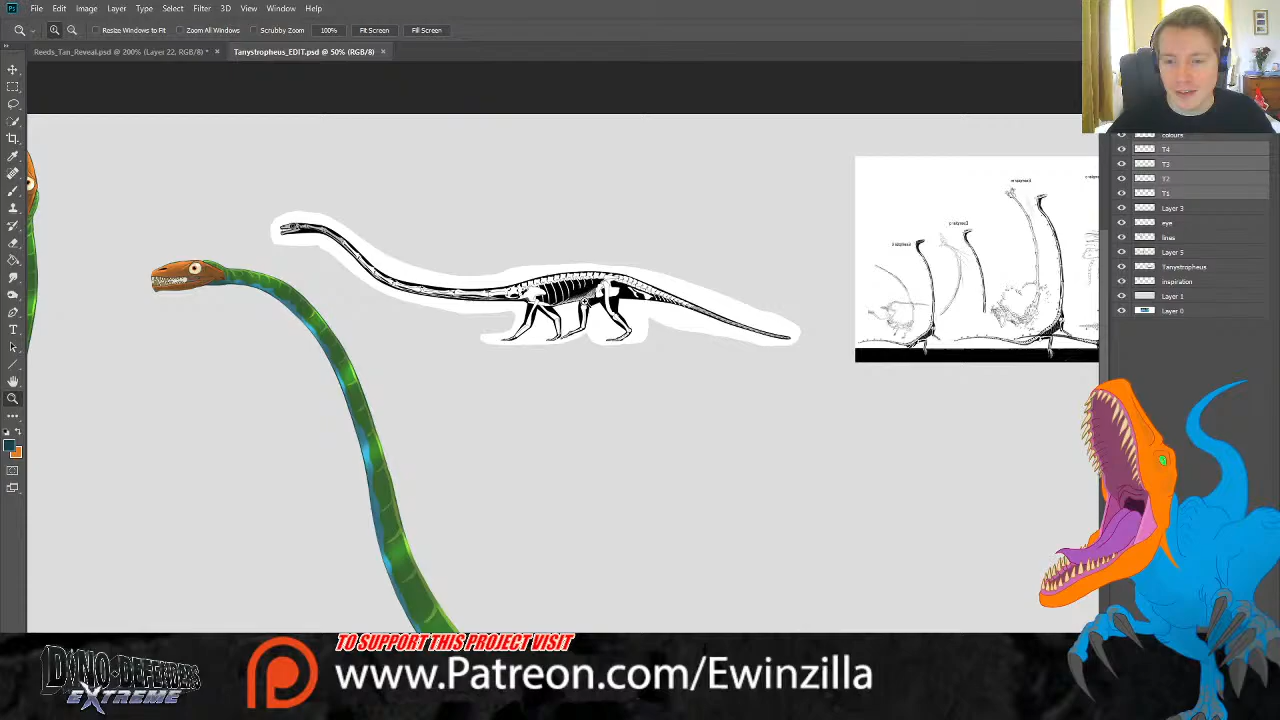 File Edit Image Layer Type Select Filter 3D View Window Help
Resize Windows to Fit Zoom All Windows Scrubby Zoom 100% Fit Screen Fill Screen
Reeds_Tan_Reveal.psd @ 200% (Layer 22, RGB/8) * × Tanystropheus_EDIT.psd @ 50% (RGB/8) ×
colours
T4
T3
T2
T1
Layer 3
eye
lines
Layer 5
Tanystropheus
inspiration
Layer 1
Layer 0
TO SUPPORT THIS PROJECT VISIT
www.Patreon.com/Ewinzilla
DINO-DEFENDERS
EXTREME